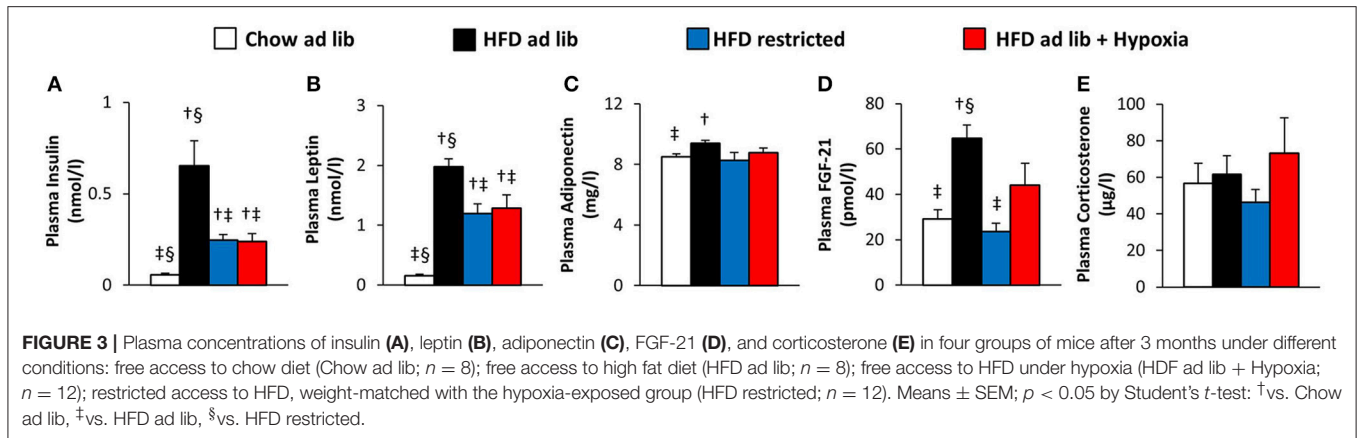 Chow ad lib HFD ad lib HFD restricted HFD ad lib + Hypoxia
A
Plasma Insulin
(nmol/l)
1
0.5
0
‡§
†§
†‡
†‡
B
Plasma Leptin
(nmol/l)
3
2
1
0
‡§
†§
†‡
†‡
C
Plasma Adiponectin
(mg/l)
12
8
4
0
‡
†
D
Plasma FGF-21
(pmol/l)
80
60
40
20
0
‡
†§
‡
E
Plasma Corticosterone
(µg/l)
100
80
60
40
20
0
FIGURE 3 | Plasma concentrations of insulin (A), leptin (B), adiponectin (C), FGF-21 (D), and corticosterone (E) in four groups of mice after 3 months under different
conditions: free access to chow diet (Chow ad lib; n = 8); free access to high fat diet (HFD ad lib; n = 8); free access to HFD under hypoxia (HDF ad lib + Hypoxia;
n = 12); restricted access to HFD, weight-matched with the hypoxia-exposed group (HFD restricted; n = 12). Means ± SEM; p < 0.05 by Student's t-test: †vs. Chow
ad lib, ‡vs. HFD ad lib, §vs. HFD restricted.